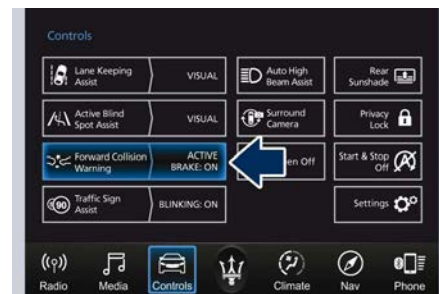 Controls
Lane Keeping
Assist
VISUAL
Auto High
Beam Assist
Rear
Sunshade
Active Blind
Spot Assist
VISUAL
Surround
Camera
Privacy
Lock
Forward Collision
Warning
ACTIVE
BRAKE: ON
en Off
Start & Stop
Off
90
Traffic Sign
Assist
BLINKING: ON
Settings
Radio
Media
Controls
Climate
Nav
Phone